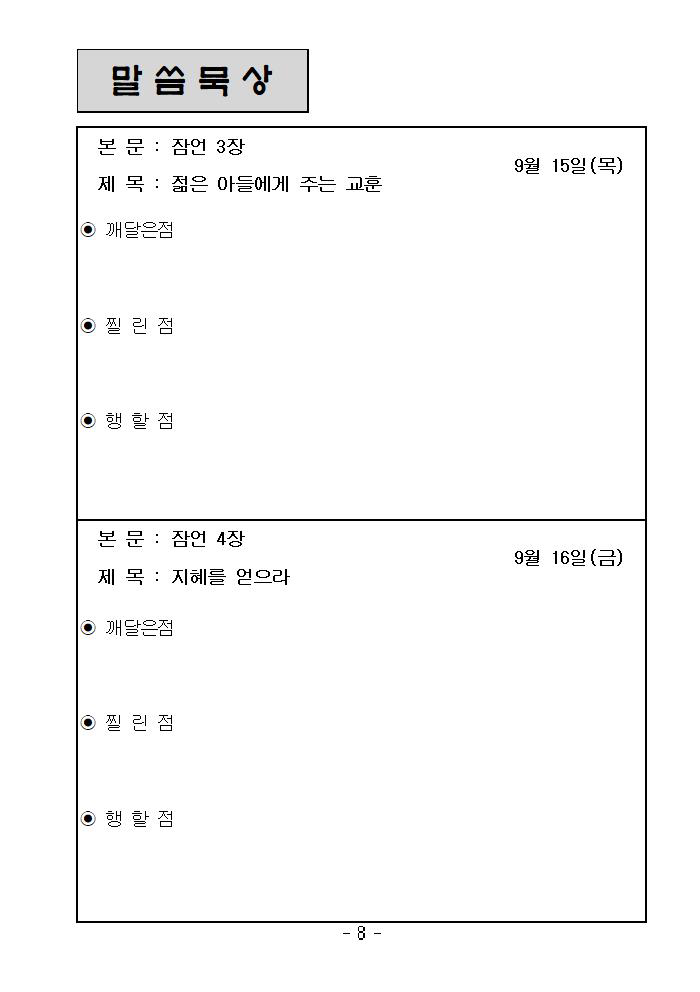 말 씀 묵 상
본 문 : 잠언 3장
9월 15일(목)
제 목 : 젊은 아들에게 주는 교훈
◉ 깨달은점
◉ 찔 린 점
◉ 행 할 점
본 문 : 잠언 4장
9월 16일(금)
제 목 : 지혜를 얻으라
◉ 깨달은점
◉ 찔 린 점
◉ 행 할 점
- 8 -